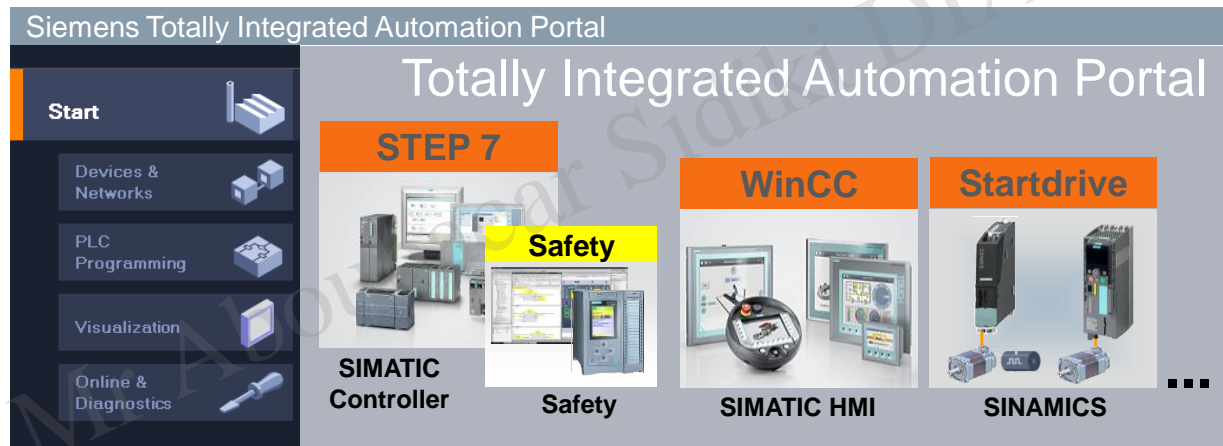 Siemens Totally Integrated Automation Portal
Totally Integrated Automation Portal
Start
Devices &
Networks
PLC
Programming
Visualization
Online &
Diagnostics
STEP 7
Safety
SIMATIC
Controller
Safety
WinCC
SIMATIC HMI
Startdrive
SINAMICS
...